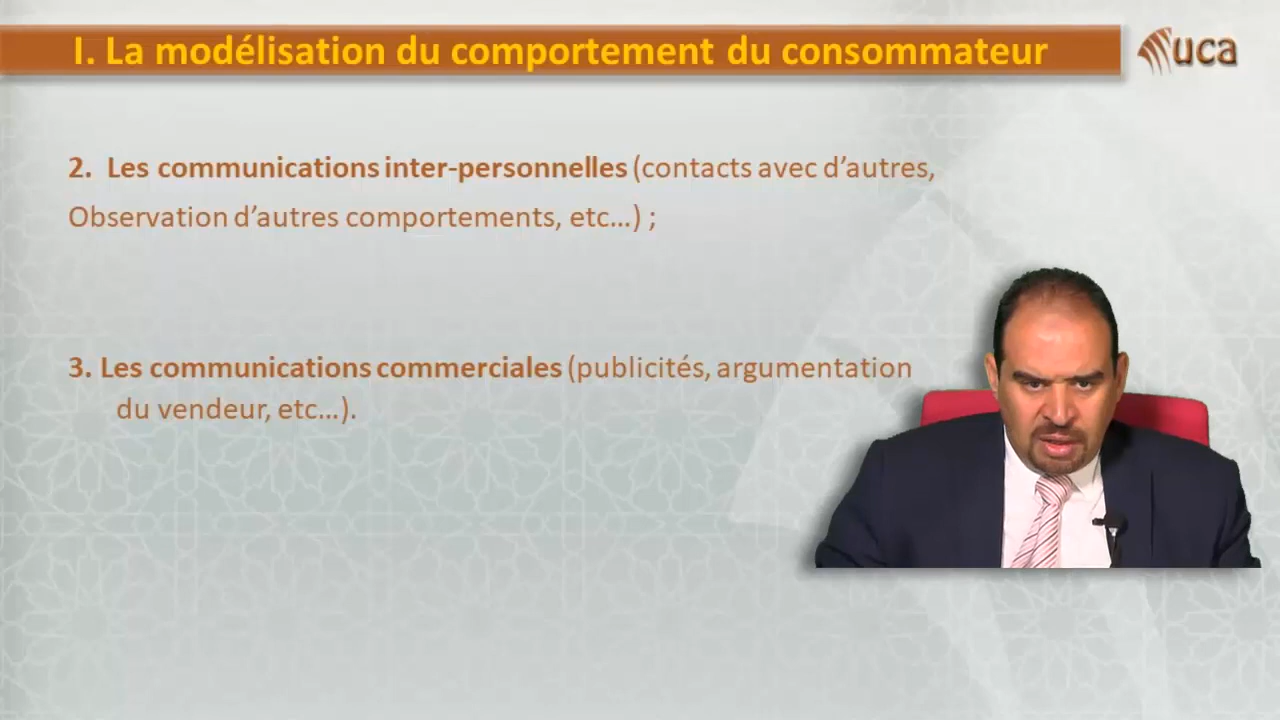 I. La modélisation du comportement du consommateur
uca
2. Les communications inter-personnelles (contacts avec d’autres,
Observation d’autres comportements, etc…) ;
3. Les communications commerciales (publicités, argumentation
du vendeur, etc…).